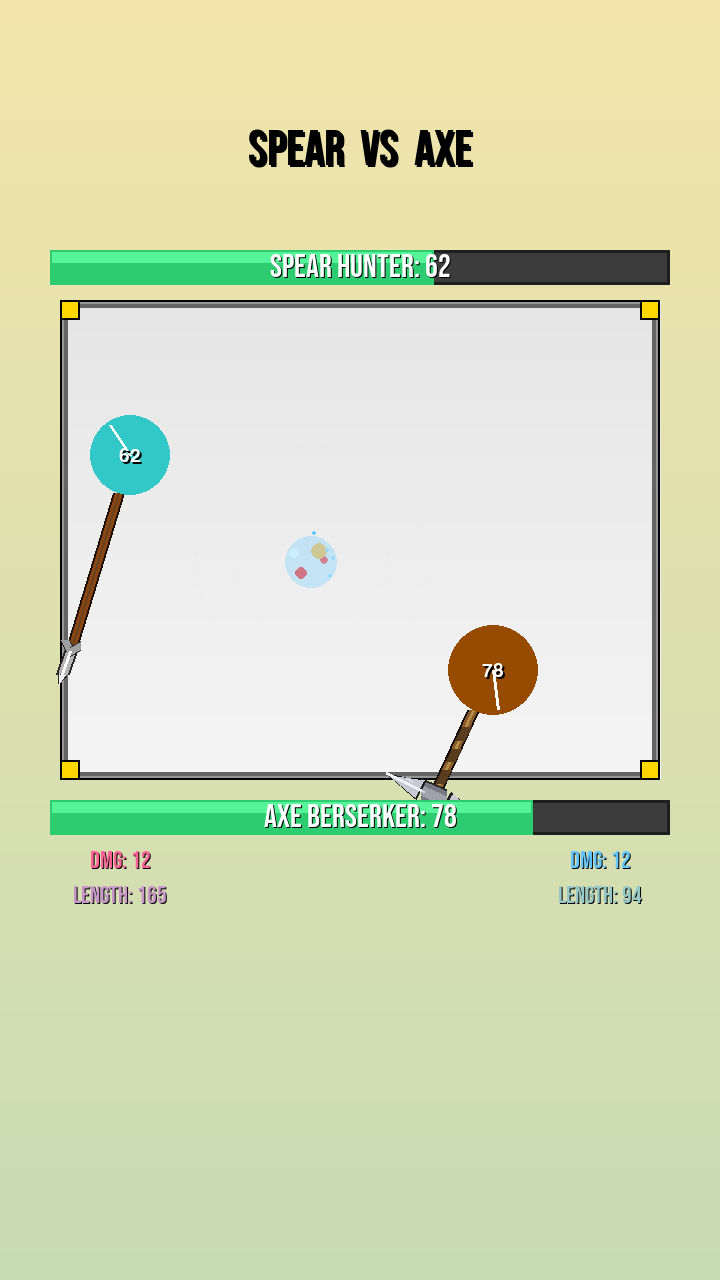 SPEAR VS AXE
SPEAR HUNTER: 62
62
78
AXE BERSERKER: 78
DMG: 12
DMG: 12
LENGTH: 165
LENGTH: 94